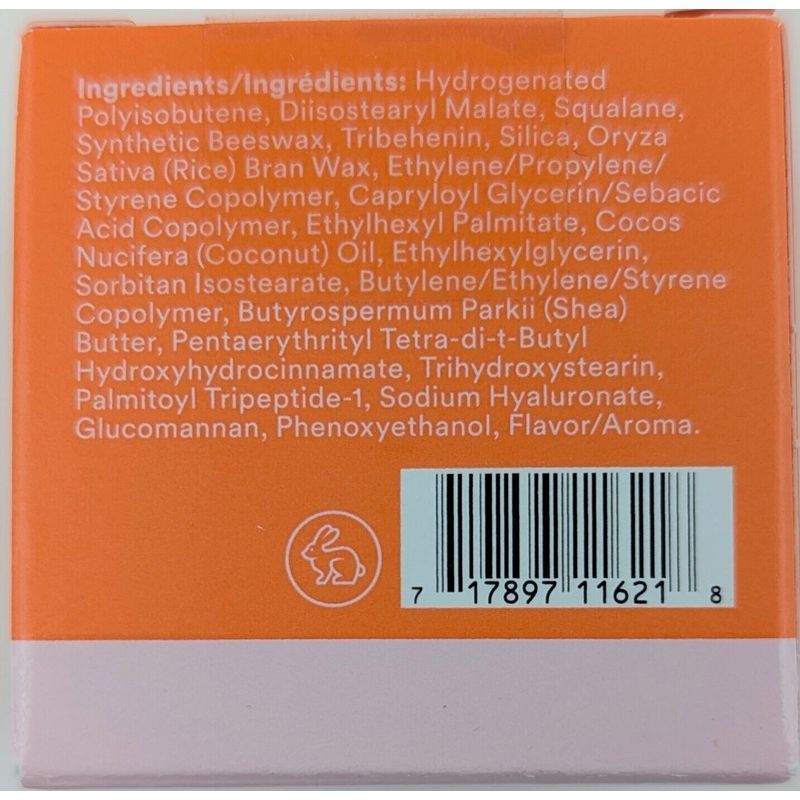 Ingredients/Ingrédients: Hydrogenated
Polyisobutene, Diisostearyl Malate, Squalane,
Synthetic Beeswax, Tribehenin, Silica, Oryza
Sativa (Rice) Bran Wax, Ethylene/Propylene/
Styrene Copolymer, Capryloyl Glycerin/Sebacic
Acid Copolymer, Ethylhexyl Palmitate, Cocos
Nucifera (Coconut) Oil, Ethylhexylglycerin,
Sorbitan Isostearate, Butylene/Ethylene/Styrene
Copolymer, Butyrospermum Parkii (Shea)
Butter, Pentaerythrityl Tetra-di-t-Butyl
Hydroxyhydrocinnamate, Trihydroxystearin,
Palmitoyl Tripeptide-1, Sodium Hyaluronate,
Glucomannan, Phenoxyethanol, Flavor/Aroma.
7 17897 11621 8